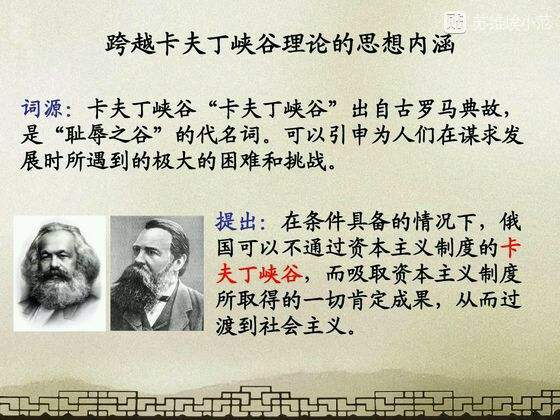 跨越卡夫丁峡谷理论的思想内涵
词源：卡夫丁峡谷“卡夫丁峡谷”出自古罗马典故，
是“耻辱之谷”的代名词。可以引申为人们在谋求发
展时所遇到的极大的困难和挑战。
提出：在条件具备的情况下，俄
国可以不通过资本主义制度的卡
夫丁峡谷，而吸取资本主义制度
所取得的一切肯定成果，从而过
渡到社会主义。